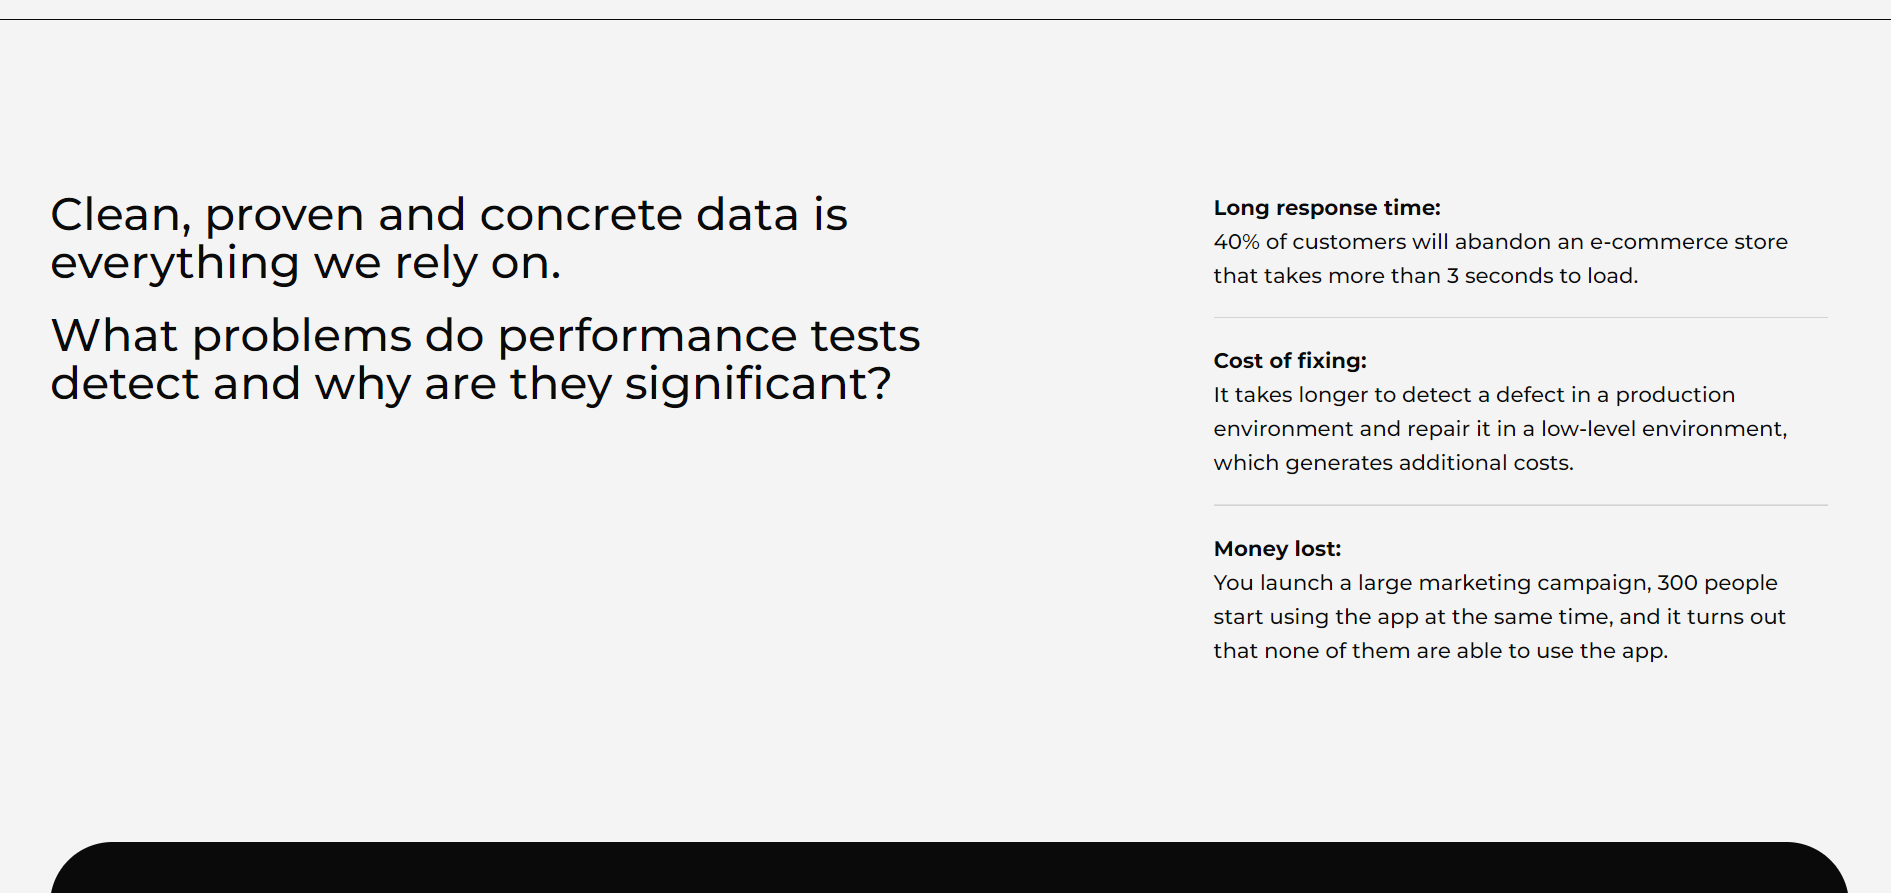 Clean, proven and concrete data is
everything we rely on.
What problems do performance tests
detect and why are they significant?
Long response time:
40% of customers will abandon an e-commerce store
that takes more than 3 seconds to load.
Cost of fixing:
It takes longer to detect a defect in a production
environment and repair it in a low-level environment,
which generates additional costs.
Money lost:
You launch a large marketing campaign, 300 people
start using the app at the same time, and it turns out
that none of them are able to use the app.